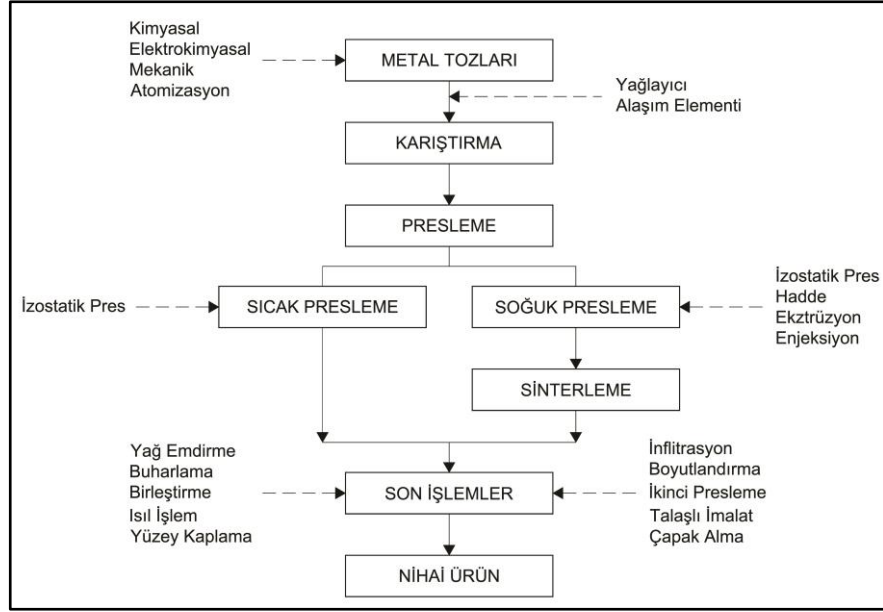 Kimyasal
Elektrokimyasal
Mekanik
Atomizasyon
METAL TOZLARI
Yağlayıcı
Alaşım Elementi
KARIŞTIRMA
PRESLEME
İzostatik Pres
SICAK PRESLEME
SOĞUK PRESLEME
İzostatik Pres
Hadde
Ekztrüzyon
Enjeksiyon
SİNTERLEME
Yağ Emdirme
Buharlama
Birleştirme
Isıl İşlem
Yüzey Kaplama
SON İŞLEMLER
İnflitrasyon
Boyutlandırma
İkinci Presleme
Talaşlı İmalat
Çapak Alma
NİHAİ ÜRÜN